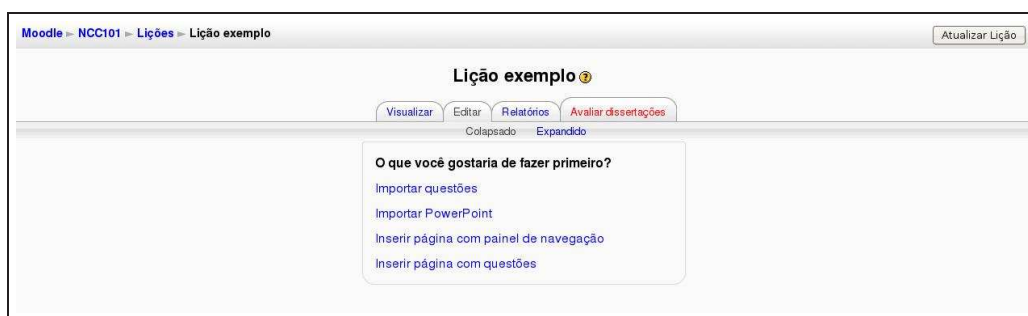 Moodle ► NCC101 ► Lições ► Lição exemplo
Atualizar Lição
Lição exemplo
Visualizar Editar Relatórios Avaliar dissertações
Colapsado Expandido
O que você gostaria de fazer primeiro?
Importar questões
Importar PowerPoint
Inserir página com painel de navegação
Inserir página com questões